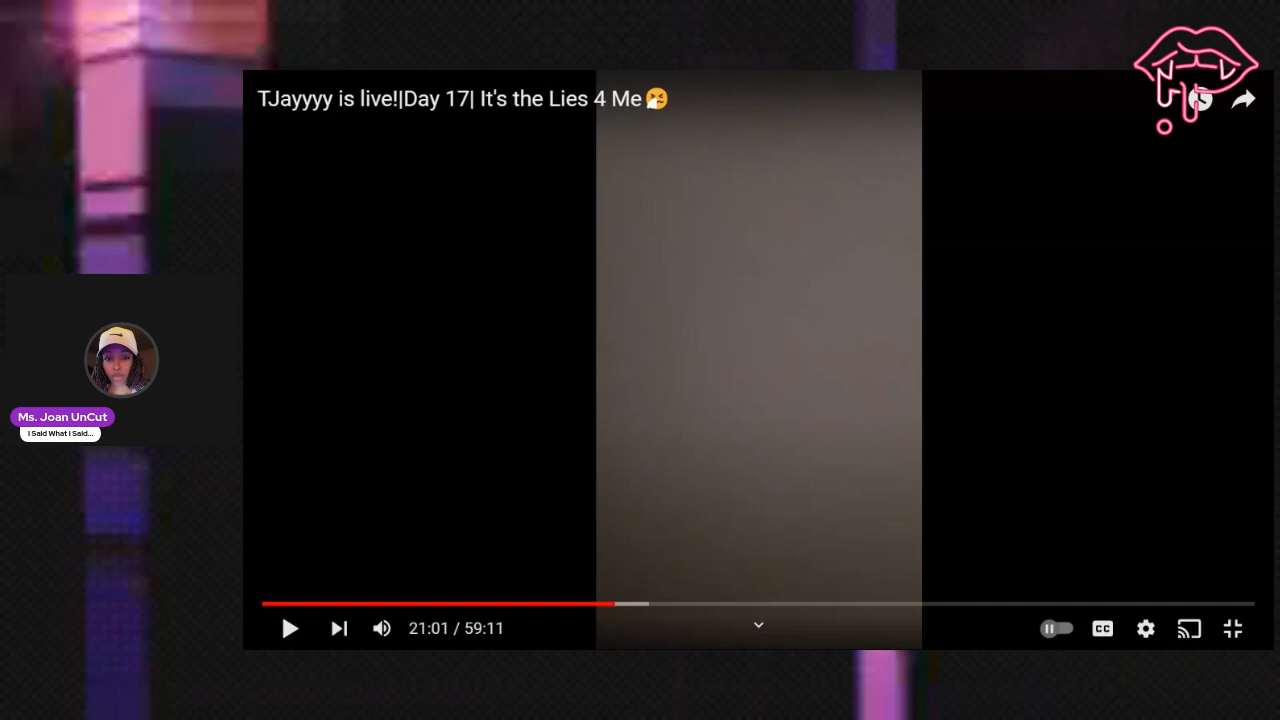 TJayyyy is live!|Day 17| It's the Lies 4 Me🤧
Ms. Joan UnCut
I Said What I Said...
21:01 / 59:11
CC